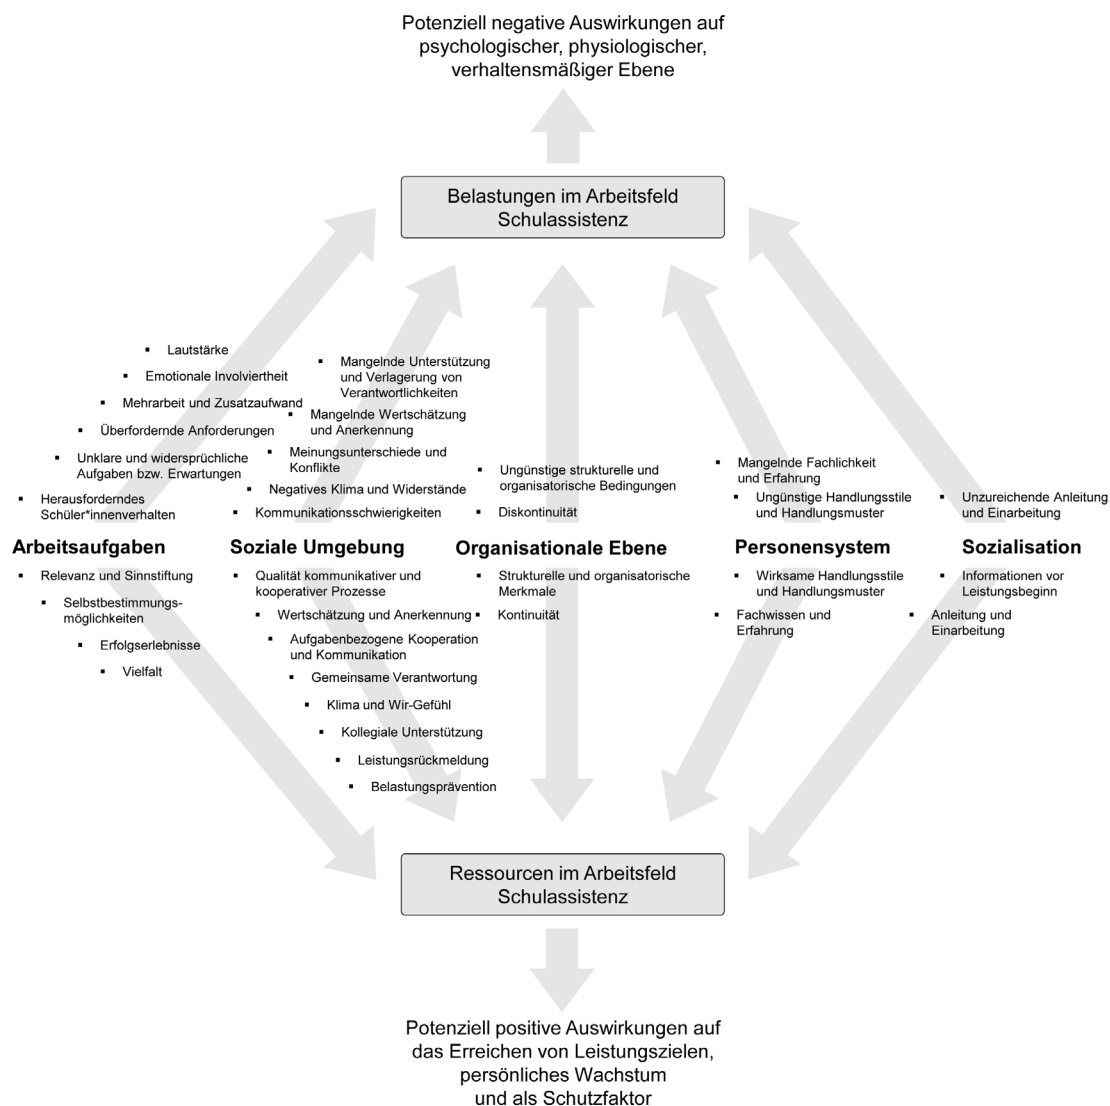 Potenziell negative Auswirkungen auf
psychologischer, physiologischer,
verhaltensmäßiger Ebene
Belastungen im Arbeitsfeld
Schulassistenz
▪ Lautstärke
▪ Emotionale Involviertheit
▪ Mehrarbeit und Zusatzaufwand
▪ Überfordernde Anforderungen
▪ Unklare und widersprüchliche
Aufgaben bzw. Erwartungen
▪ Herausforderndes
Schüler*innenverhalten
▪ Mangelnde Unterstützung
und Verlagerung von
Verantwortlichkeiten
▪ Mangelnde Wertschätzung
und Anerkennung
▪ Meinungsunterschiede und
Konflikte
▪ Negatives Klima und Widerstände
▪ Kommunikationsschwierigkeiten
▪ Ungünstige strukturelle und
organisatorische Bedingungen
▪ Diskontinuität
▪ Mangelnde Fachlichkeit
und Erfahrung
▪ Ungünstige Handlungsstile
und Handlungsmuster
▪ Unzureichende Anleitung
und Einarbeitung
Arbeitsaufgaben
Soziale Umgebung
Organisationale Ebene
Personensystem
Sozialisation
▪ Relevanz und Sinnstiftung
▪ Selbstbestimmungs-
möglichkeiten
▪ Erfolgserlebnisse
▪ Vielfalt
▪ Qualität kommunikativer und
kooperativer Prozesse
▪ Wertschätzung und Anerkennung
▪ Aufgabenbezogene Kooperation
und Kommunikation
▪ Gemeinsame Verantwortung
▪ Klima und Wir-Gefühl
▪ Kollegiale Unterstützung
▪ Leistungsrückmeldung
▪ Belastungsprävention
▪ Strukturelle und organisatorische
Merkmale
▪ Kontinuität
▪ Wirksame Handlungsstile
und Handlungsmuster
▪ Fachwissen und
Erfahrung
▪ Informationen vor
Leistungsbeginn
▪ Anleitung und
Einarbeitung
Ressourcen im Arbeitsfeld
Schulassistenz
Potenziell positive Auswirkungen auf
das Erreichen von Leistungszielen,
persönliches Wachstum
und als Schutzfaktor